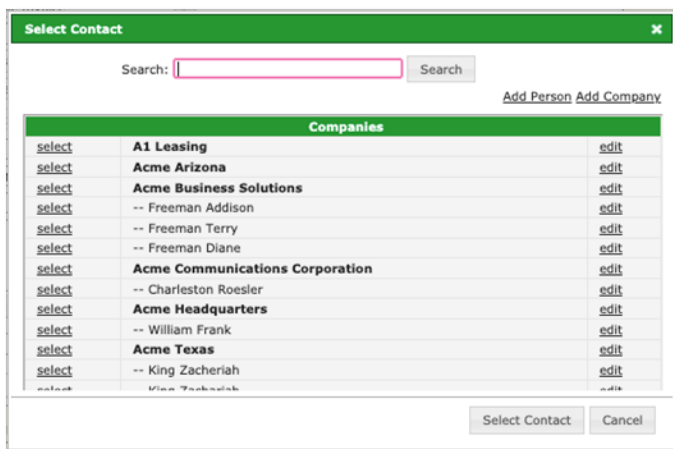 Select Contact ×
Search: Search
Add Person Add Company
Companies
select A1 Leasing edit
select Acme Arizona edit
select Acme Business Solutions edit
select -- Freeman Addison edit
select -- Freeman Terry edit
select -- Freeman Diane edit
select Acme Communications Corporation edit
select -- Charleston Roesler edit
select Acme Headquarters edit
select -- William Frank edit
select Acme Texas edit
select -- King Zacheriah edit
Select Contact Cancel